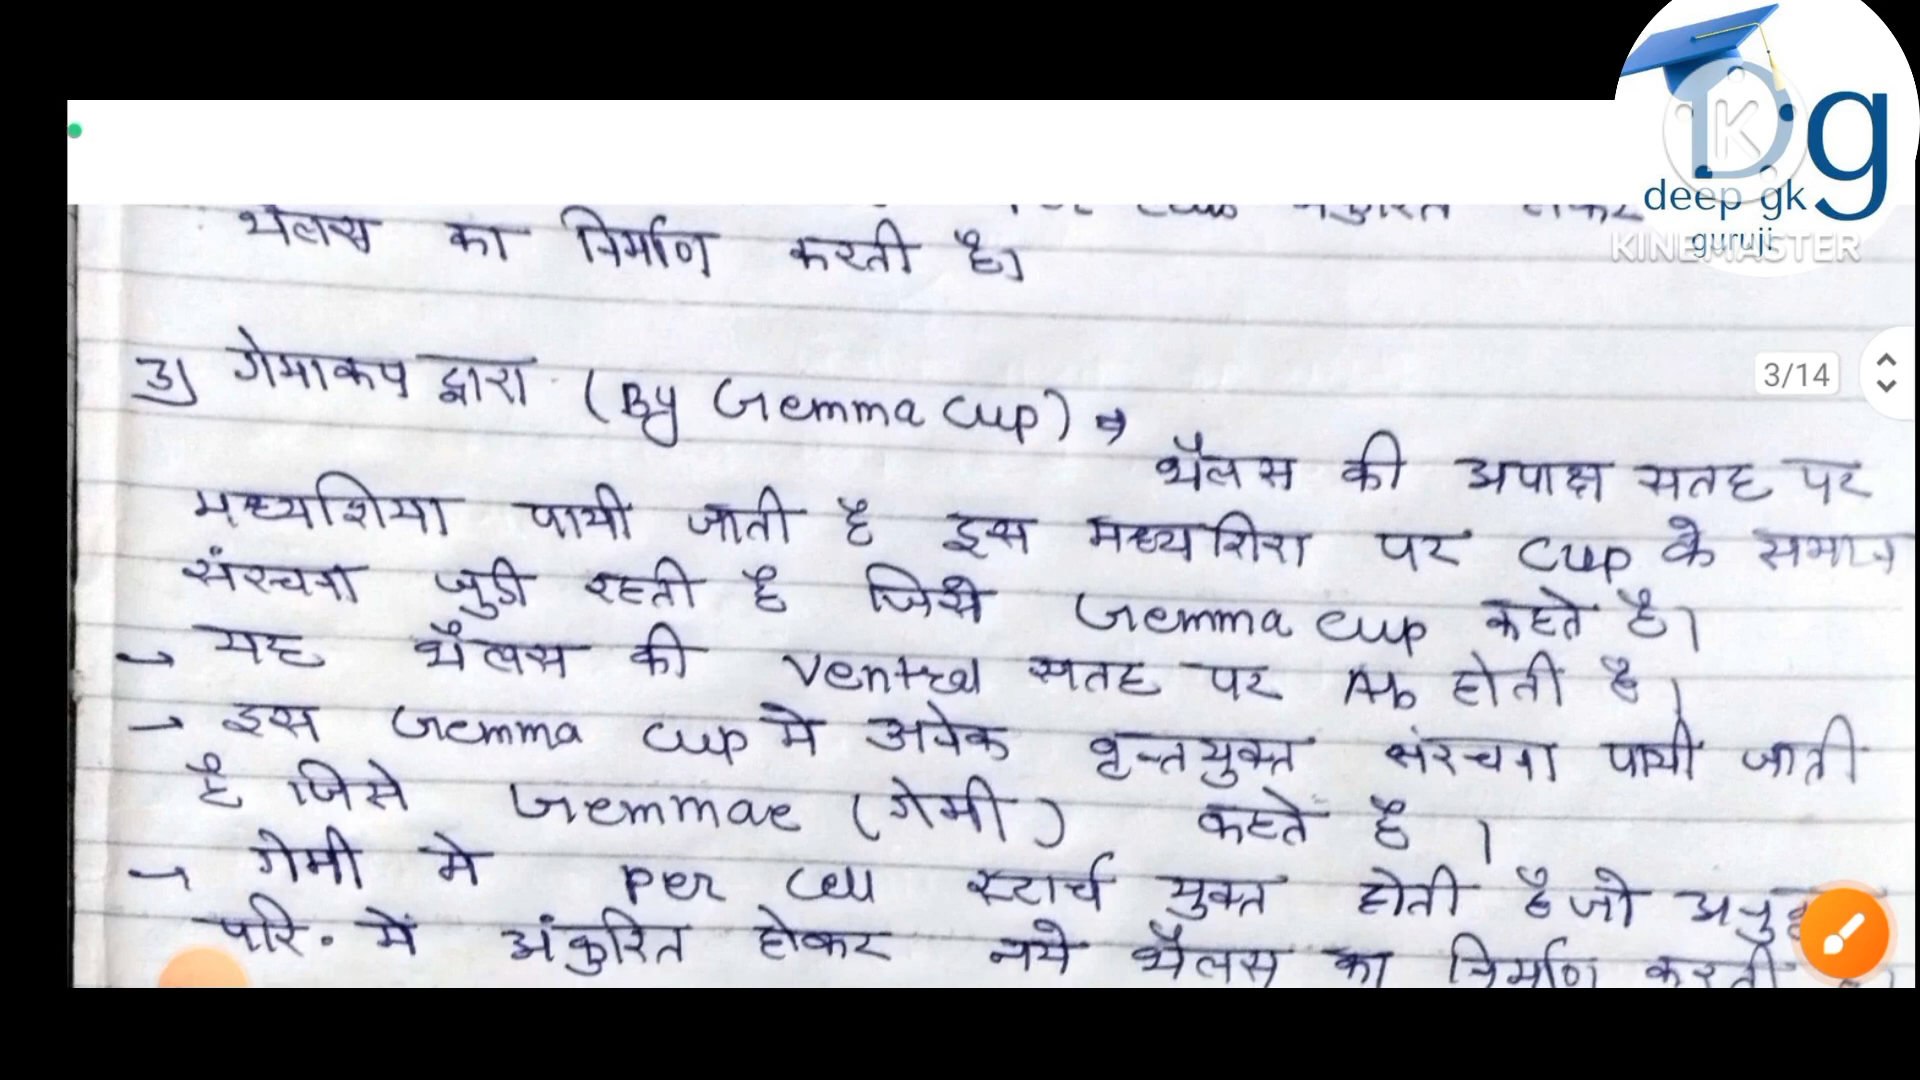 deep gk
guruji
KINEMASTER
थैलस का निर्माण करती है।
3/14
3) गेमाकप द्वारा (By Gemma cup) →
थैलस की अपाक्ष सतह पर
मध्यशिया पायी जाती है इस मध्यशिरा पर cup के समान
संरचना जुडी रहती है जिसे Gemma cup कहते है।
→ यह थैलस की ventral सतह पर Ab होती है।
→ इस Gemma cup मे अनेक वृन्तयुक्त संरचना पायी जाती
है जिसे Gemmae (गेमी) कहते है ।
→ गेमी मे per cell स्टार्च युक्त होती है जो
परि. में अंकुरित होकर नये थैलस का निर्माण करती